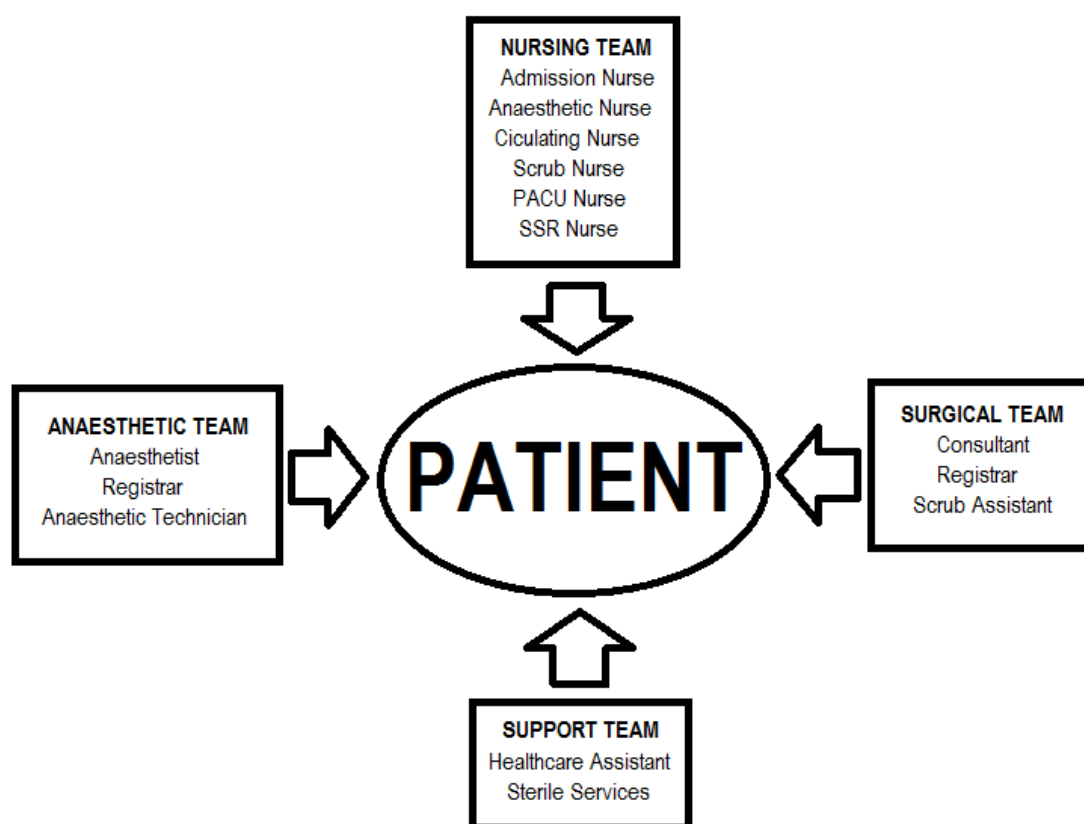 NURSING TEAM
Admission Nurse
Anaesthetic Nurse
Ciculating Nurse
Scrub Nurse
PACU Nurse
SSR Nurse
ANAESTHETIC TEAM
Anaesthetist
Registrar
Anaesthetic Technician
PATIENT
SURGICAL TEAM
Consultant
Registrar
Scrub Assistant
SUPPORT TEAM
Healthcare Assistant
Sterile Services